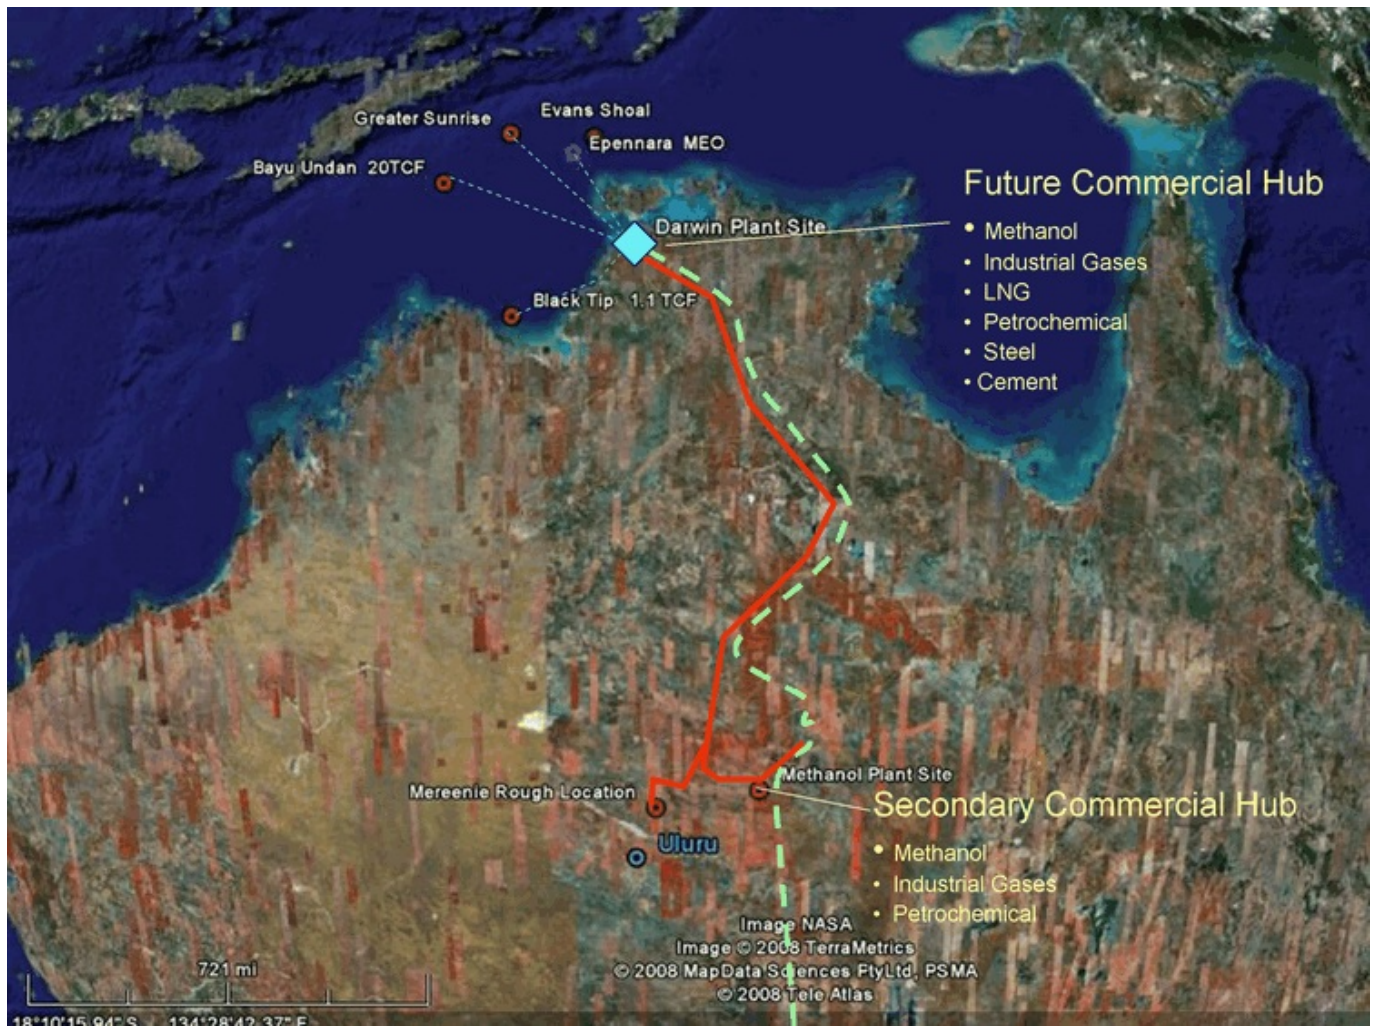 Evans Shoal
Greater Sunrise
Epennara MEO
Bayu Undan 20TCF
Future Commercial Hub
Darwin Plant Site
• Methanol
• Industrial Gases
• LNG
• Petrochemical
• Steel
• Cement
Black Tip 1.1 TCF
Methanol Plant Site
Mereenie Rough Location
Secondary Commercial Hub
Uluru
• Methanol
• Industrial Gases
• Petrochemical
Image NASA
Image © 2008 TerraMetrics
© 2008 MapData Sciences PtyLtd, PSMA
© 2008 Tele Atlas
721 mi
18°10'15.94" S 134°28'42.37" E